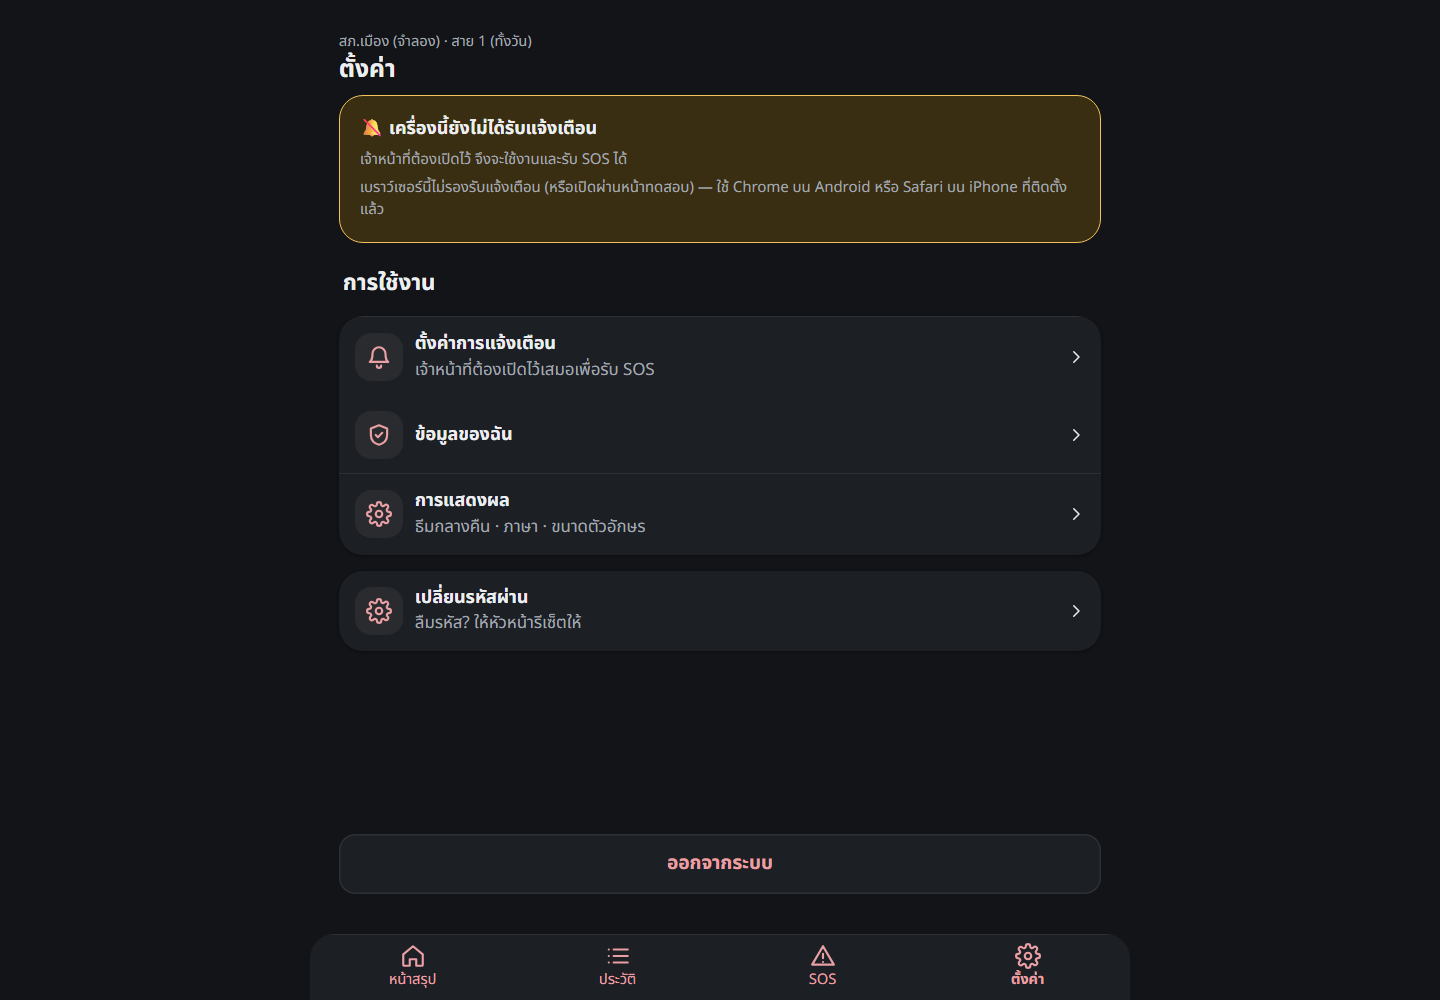 สภ.เมือง (จำลอง) · สาย 1 (ทั้งวัน)
ตั้งค่า
เครื่องนี้ยังไม่ได้รับแจ้งเตือน
เจ้าหน้าที่ต้องเปิดไว้ จึงจะใช้งานและรับ SOS ได้
เบราว์เซอร์นี้ไม่รองรับแจ้งเตือน (หรือเปิดผ่านหน้าทดสอบ) — ใช้ Chrome บน Android หรือ Safari บน iPhone ที่ติดตั้ง
แล้ว
การใช้งาน
ตั้งค่าการแจ้งเตือน
เจ้าหน้าที่ต้องเปิดไว้เสมอเพื่อรับ SOS
ข้อมูลของฉัน
การแสดงผล
ธีมกลางคืน · ภาษา · ขนาดตัวอักษร
เปลี่ยนรหัสผ่าน
ลืมรหัส? ให้หัวหน้ารีเซ็ตให้
ออกจากระบบ
หน้าสรุป
ประวัติ
SOS
ตั้งค่า